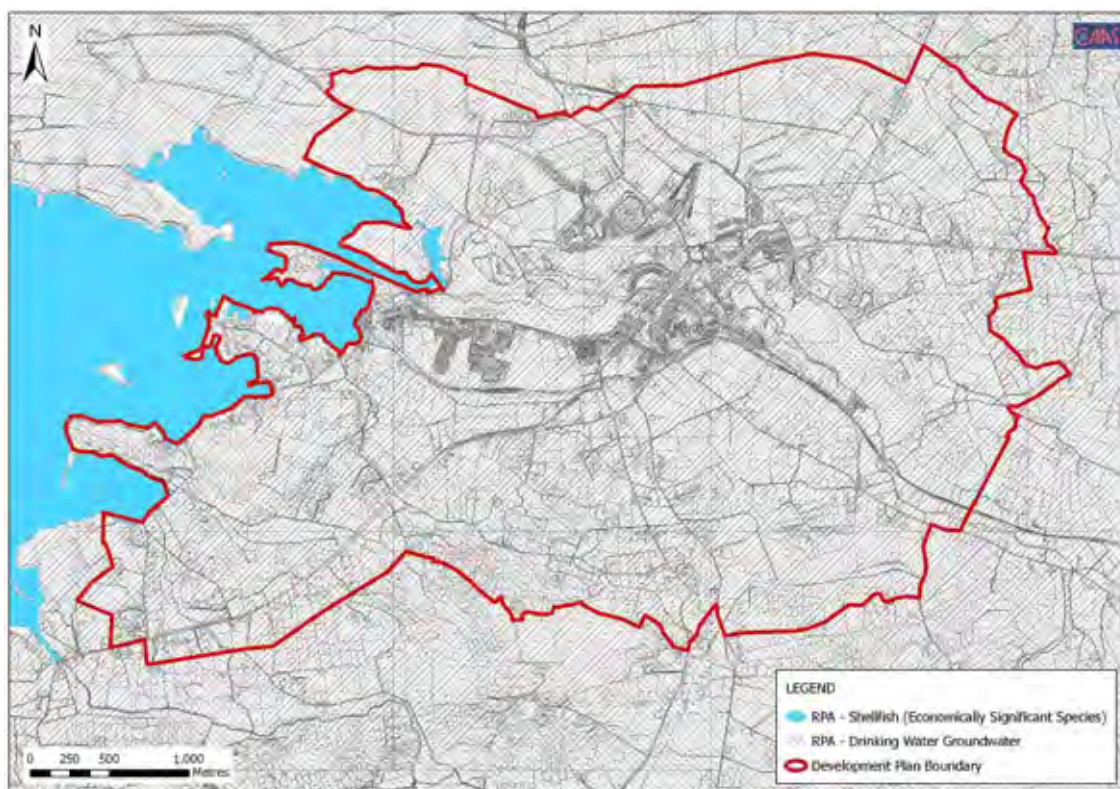 N
CAAS
LEGEND
RPA - Shellfish (Economically Significant Species)
RPA - Drinking Water Groundwater
Development Plan Boundary
0 250 500 1,000
Metres